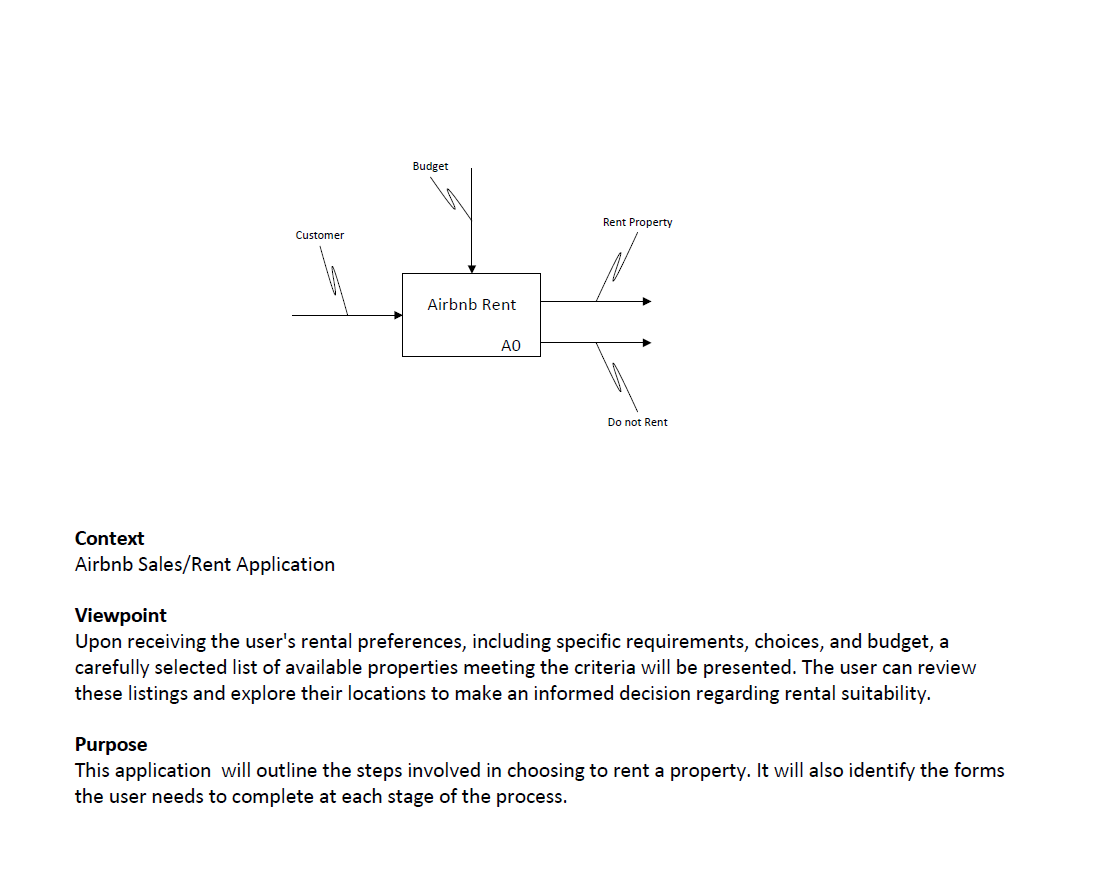 Budget
Rent Property
Customer
Airbnb Rent
A0
Do not Rent
Context
Airbnb Sales/Rent Application
Viewpoint
Upon receiving the user's rental preferences, including specific requirements, choices, and budget, a
carefully selected list of available properties meeting the criteria will be presented. The user can review
these listings and explore their locations to make an informed decision regarding rental suitability.
Purpose
This application  will outline the steps involved in choosing to rent a property. It will also identify the forms
the user needs to complete at each stage of the process.